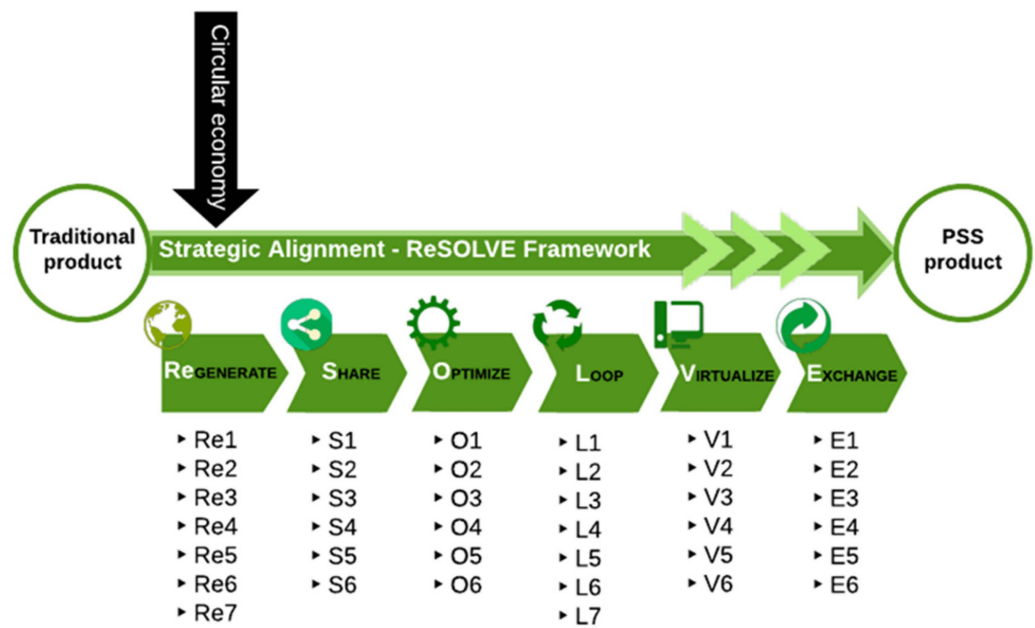 Circular economy
Traditional
product
Strategic Alignment - ReSOLVE Framework
PSS
product
REGENERATE
SHARE
OPTIMIZE
LOOP
VIRTUALIZE
EXCHANGE
Re1
Re2
Re3
Re4
Re5
Re6
Re7
S1
S2
S3
S4
S5
S6
O1
O2
O3
O4
O5
O6
L1
L2
L3
L4
L5
L6
L7
V1
V2
V3
V4
V5
V6
E1
E2
E3
E4
E5
E6